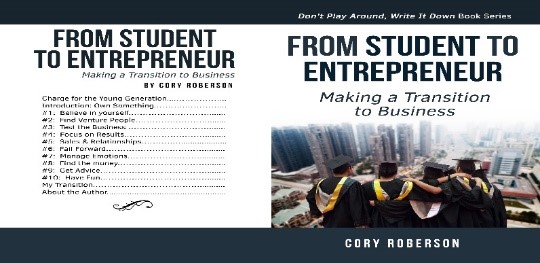 Don't Play Around, Write It Down Book Series
FROM STUDENT
TO ENTREPRENEUR
Making a Transition to Business
BY CORY ROBERSON
Charge for the Young Generation........................
Introduction: Own Something........................
#1: Believe in yourself........................
#2: Find Venture People........................
#3: Test the Business........................
#4: Focus on Results........................
#5: Sales & Relationships........................
#6: Fail Forward........................
#7: Manage Emotions........................
#8: Find the money........................
#9: Get Advice........................
#10: Have Fun........................
My Transition........................
About the Author........................
FROM STUDENT TO
ENTREPRENEUR
Making a Transition
to Business
CORY ROBERSON